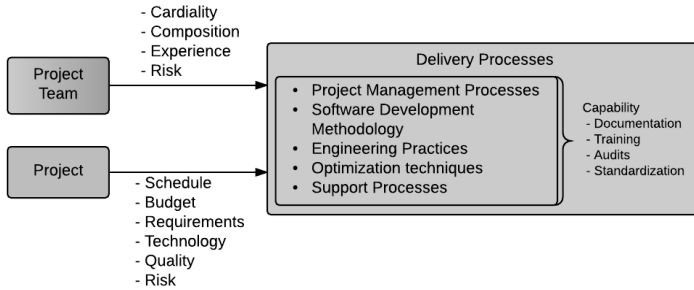 - Cardiality
- Composition
- Experience
- Risk
Project
Team
Project
- Schedule
- Budget
- Requirements
- Technology
- Quality
- Risk
Delivery Processes
• Project Management Processes
• Software Development
Methodology
• Engineering Practices
• Optimization techniques
• Support Processes
Capability
- Documentation
- Training
- Audits
- Standardization